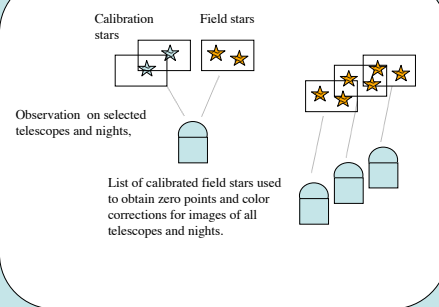 Calibration
stars
Field stars
Observation on selected
telescopes and nights,
List of calibrated field stars used
to obtain zero points and color
corrections for images of all
telescopes and nights.